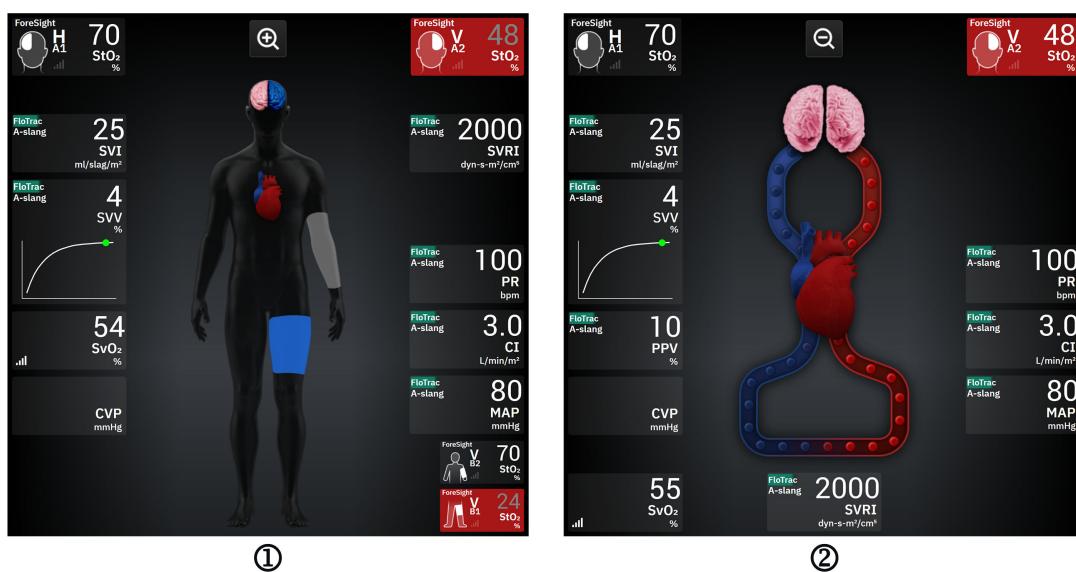 ForeSight
H
A1
70
StO₂
%
ForeSight
V
A2
48
StO₂
%
FloTrac
A-slang
25
SVI
ml/slag/m²
FloTrac
A-slang
2000
SVRI
dyn-s-m²/cm⁵
FloTrac
A-slang
4
SVV
%
FloTrac
A-slang
100
PR
bpm
54
SvO₂
%
FloTrac
A-slang
3.0
CI
L/min/m²
CVP
mmHg
FloTrac
A-slang
80
MAP
mmHg
ForeSight
V
B2
70
StO₂
%
ForeSight
V
B1
24
StO₂
%
①
ForeSight
H
A1
70
StO₂
%
ForeSight
V
A2
48
StO₂
%
FloTrac
A-slang
25
SVI
ml/slag/m²
FloTrac
A-slang
4
SVV
%
FloTrac
A-slang
100
PR
bpm
FloTrac
A-slang
10
PPV
%
FloTrac
A-slang
3.0
CI
L/min/m²
CVP
mmHg
FloTrac
A-slang
80
MAP
mmHg
55
SvO₂
%
FloTrac
A-slang
2000
SVRI
dyn-s-m²/cm⁵
②